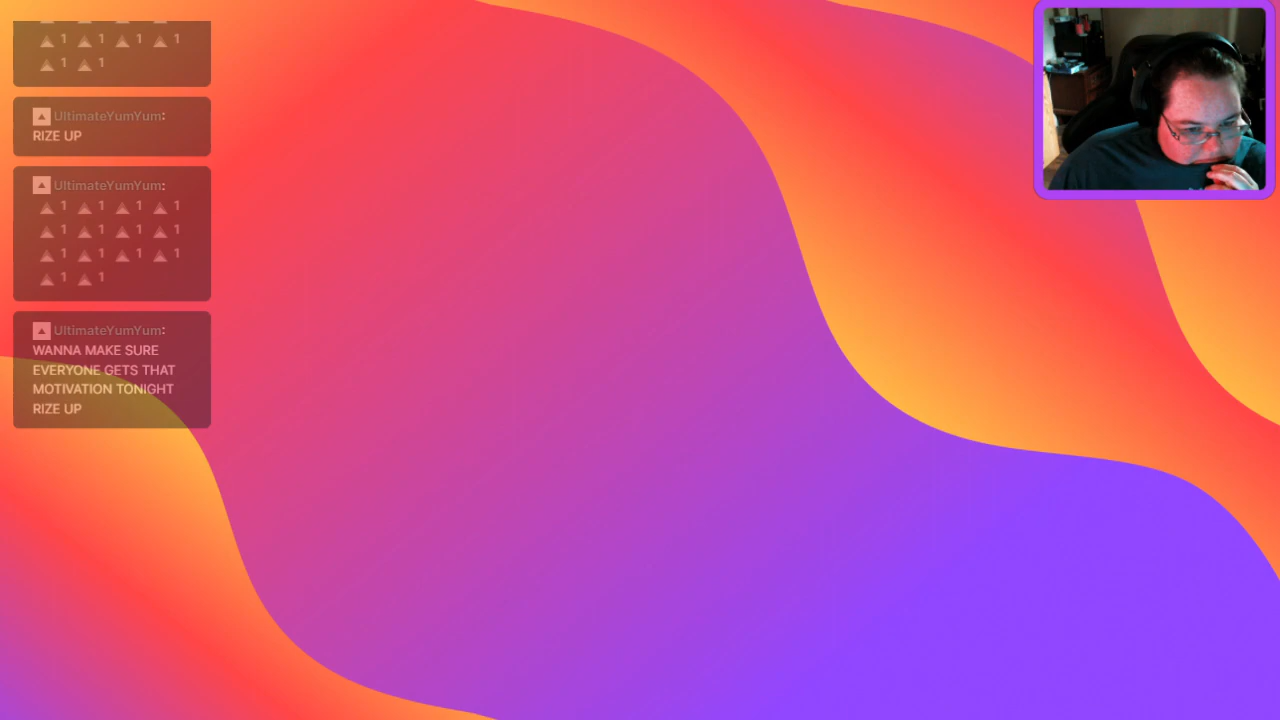 1 1 1 1
1 1
UltimateYumYum:
RIZE UP
UltimateYumYum:
1 1 1 1
1 1 1 1
1 1 1 1
1 1
UltimateYumYum:
WANNA MAKE SURE
EVERYONE GETS THAT
MOTIVATION TONIGHT
RIZE UP